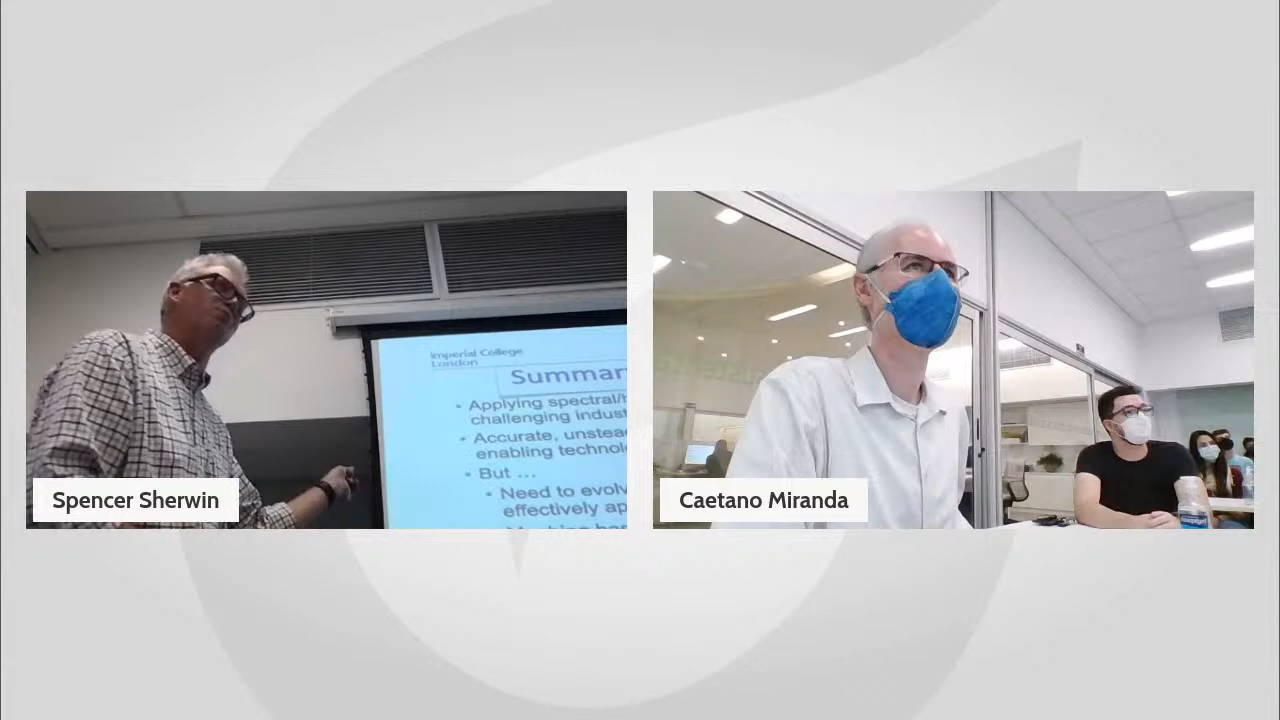 Imperial College
London
Summar
• Applying spectral/h
challenging indust
• Accurate, unstea
enabling technol
• But ...
• Need to evolv
effectively ap
Spencer Sherwin
Caetano Miranda